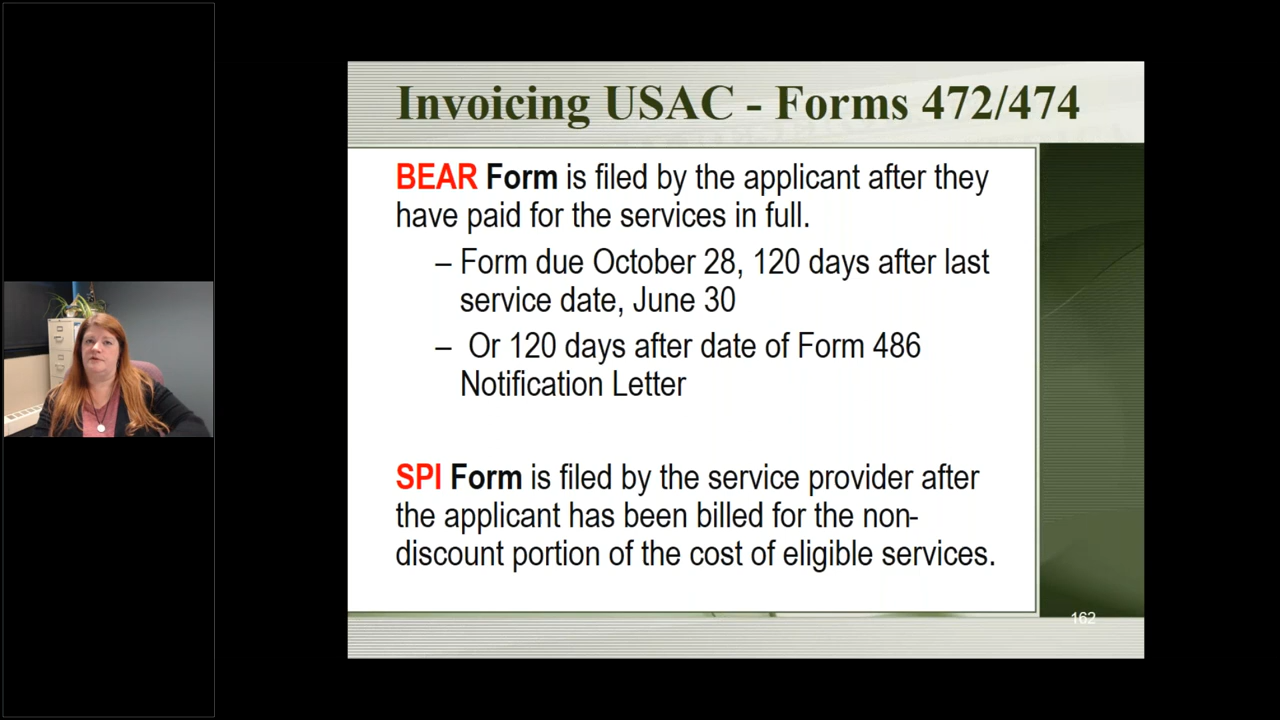 Invoicing USAC - Forms 472/474
BEAR Form is filed by the applicant after they
have paid for the services in full.
– Form due October 28, 120 days after last
service date, June 30
– Or 120 days after date of Form 486
Notification Letter
SPI Form is filed by the service provider after
the applicant has been billed for the non-
discount portion of the cost of eligible services.
162